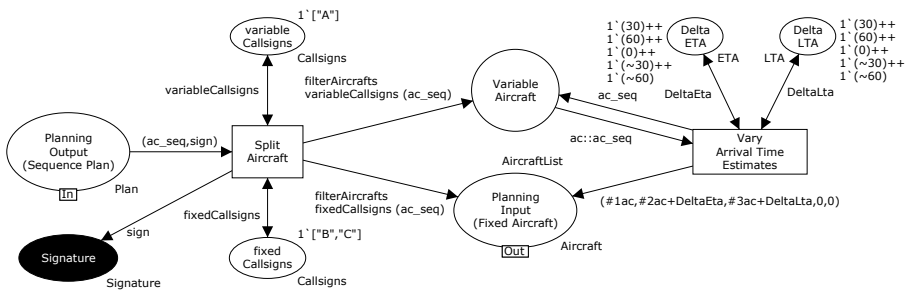 1`["A"]
variable
Callsigns
Callsigns
variableCallsigns
filterAircrafts
variableCallsigns (ac_seq)
Variable
Aircraft
1`(30)++
1`(60)++
1`(0)++
1`(~30)++
1`(~60)
Delta
ETA
ETA
DeltaEta
Delta
LTA
LTA
DeltaLta
1`(30)++
1`(60)++
1`(0)++
1`(~30)++
1`(~60)
ac_seq
ac::ac_seq
Vary
Arrival Time
Estimates
Planning
Output
(Sequence Plan)
In
Plan
(ac_seq,sign)
Split
Aircraft
AircraftList
filterAircrafts
fixedCallsigns (ac_seq)
Planning
Input
(Fixed Aircraft)
Out
Aircraft
(#1ac,#2ac+DeltaEta,#3ac+DeltaLta,0,0)
fixedCallsigns
sign
1`["B","C"]
fixed
Callsigns
Callsigns
Signature
Signature